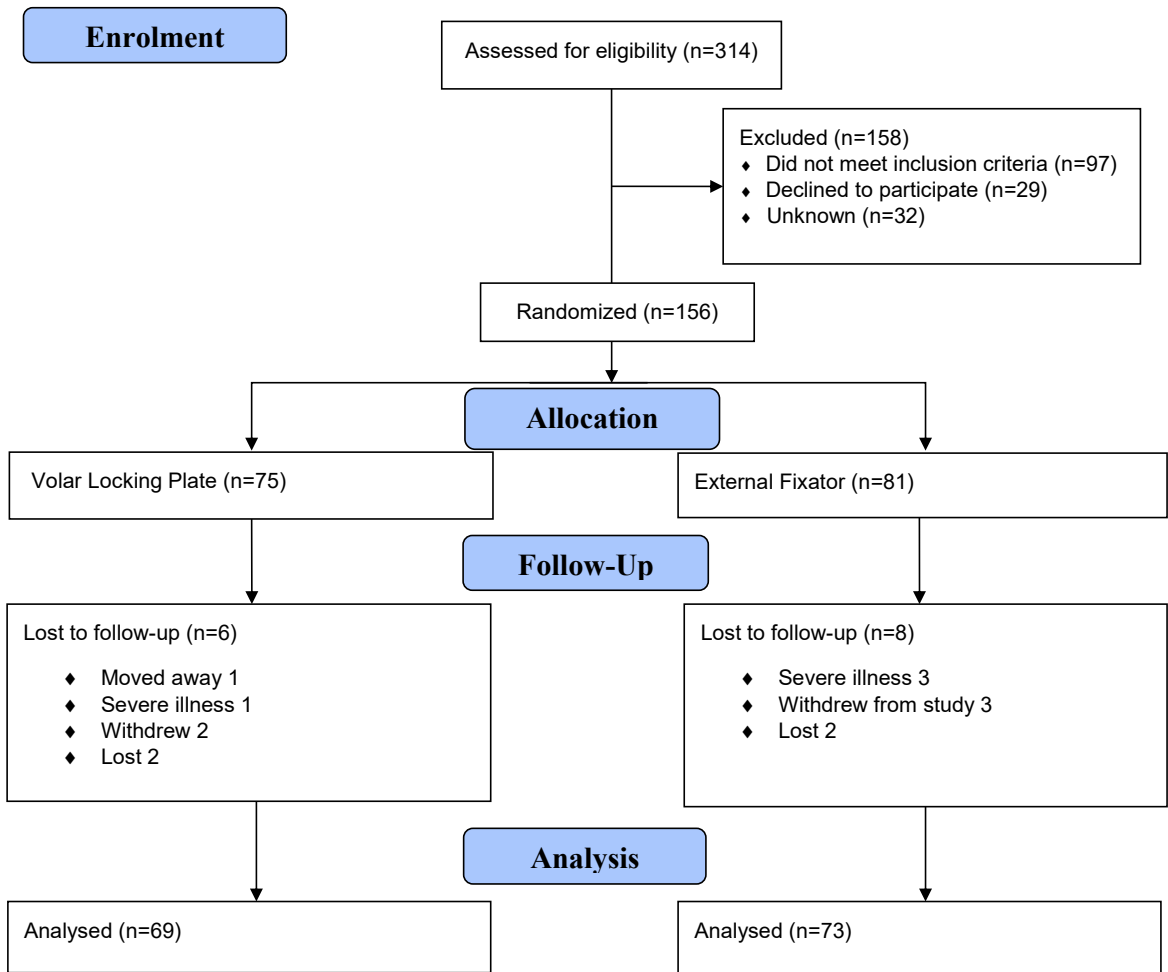 Enrolment
Assessed for eligibility (n=314)
Excluded (n=158)
♦ Did not meet inclusion criteria (n=97)
♦ Declined to participate (n=29)
♦ Unknown (n=32)
Randomized (n=156)
Allocation
Volar Locking Plate (n=75)
External Fixator (n=81)
Follow-Up
Lost to follow-up (n=6)
♦ Moved away 1
♦ Severe illness 1
♦ Withdrew 2
♦ Lost 2
Lost to follow-up (n=8)
♦ Severe illness 3
♦ Withdrew from study 3
♦ Lost 2
Analysis
Analysed (n=69)
Analysed (n=73)